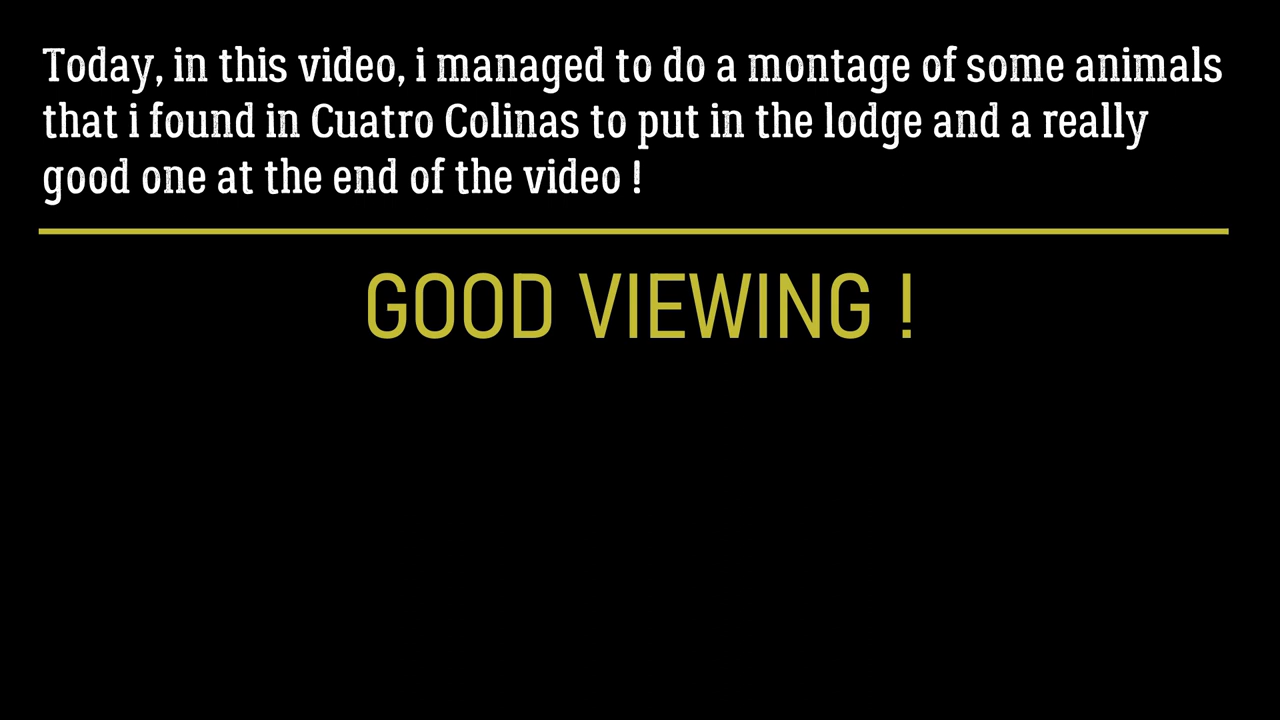 Today, in this video, i managed to do a montage of some animals
that i found in Cuatro Colinas to put in the lodge and a really
good one at the end of the video !
GOOD VIEWING !